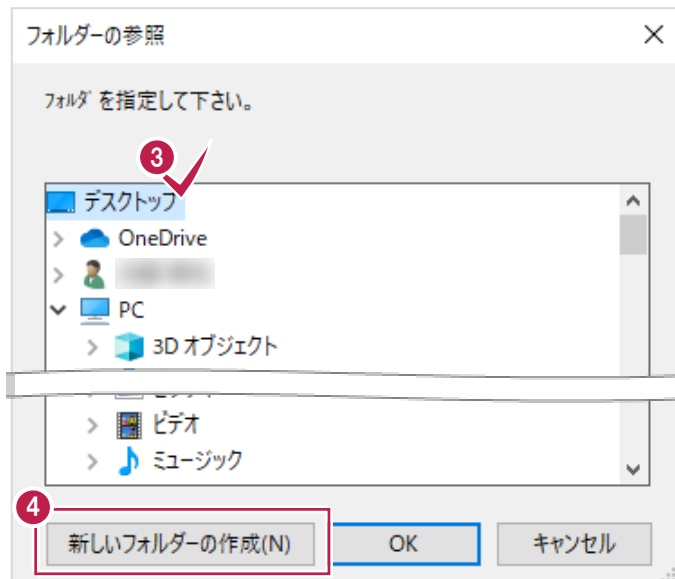 フォルダーの参照
ﾌｫﾙﾀﾞを指定して下さい。
3
デスクトップ
OneDrive
PC
3D オブジェクト
ビデオ
ミュージック
4
新しいフォルダーの作成(N)
OK
キャンセル